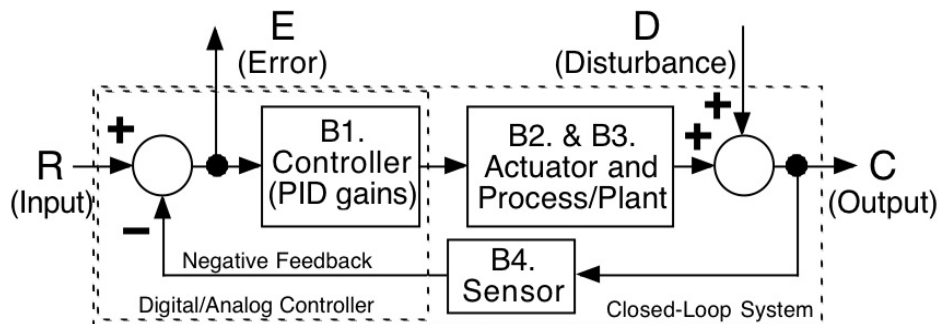 E
(Error)
D
(Disturbance)
+
+
+
R
(Input)
B1.
Controller
(PID gains)
B2. & B3.
Actuator and
Process/Plant
C
(Output)
−
Negative Feedback
B4.
Sensor
Digital/Analog Controller
Closed-Loop System